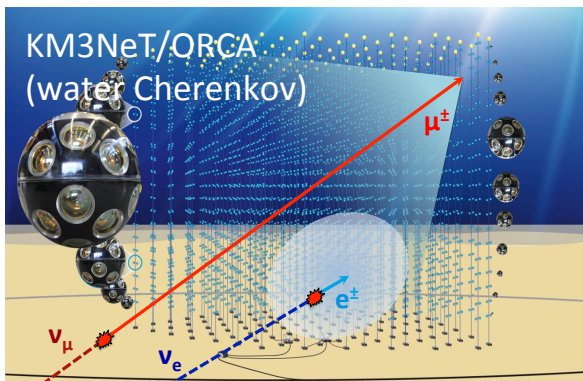 KM3NeT/ORCA
(water Cherenkov)
μ±
e±
νμ
νe